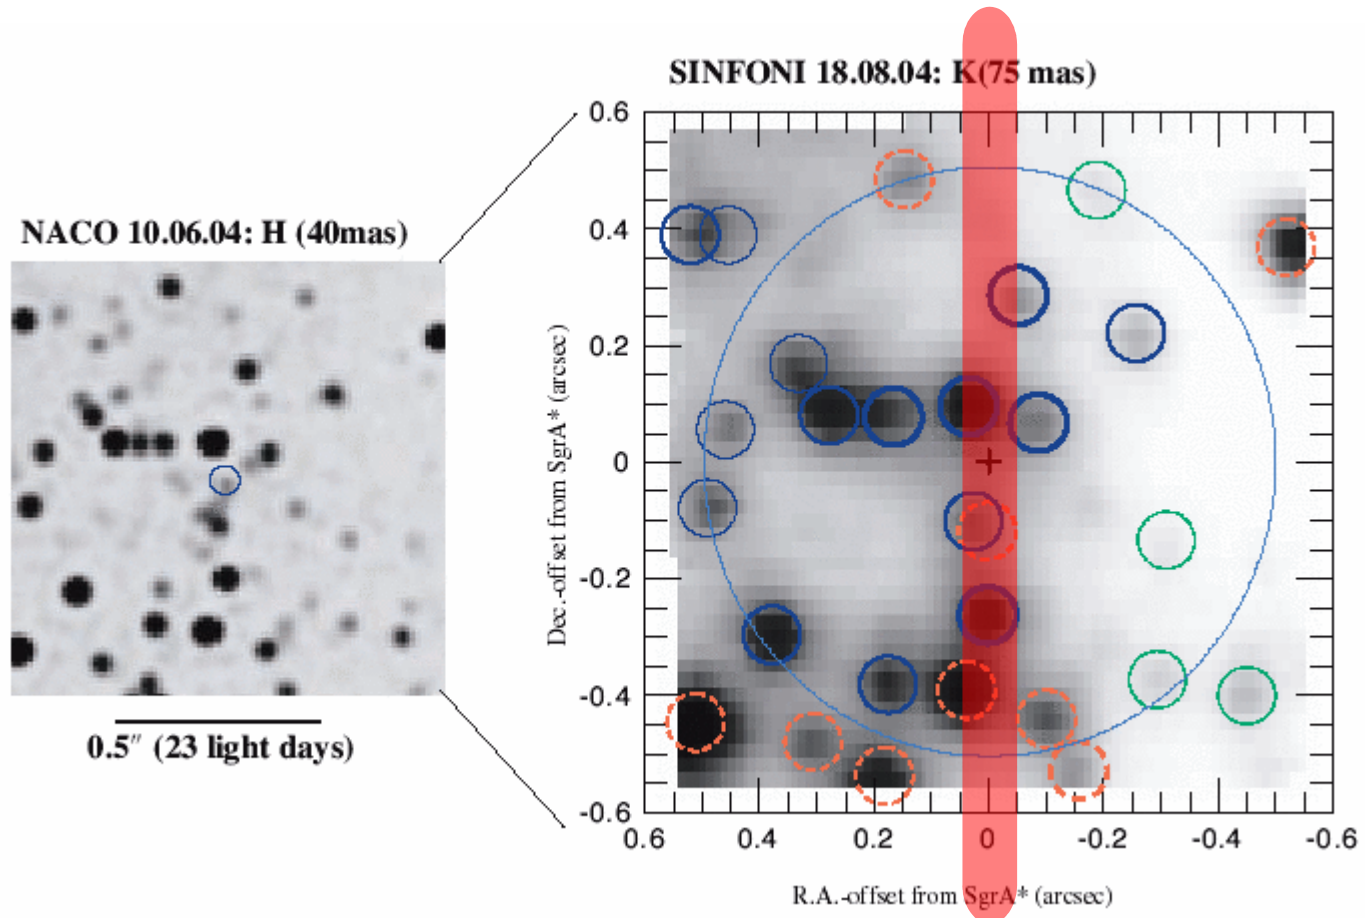 SINFONI 18.08.04: K(75 mas)
NACO 10.06.04: H (40mas)
0.5″ (23 light days)
Dec.-offset from SgrA* (arcsec)
0.6
0.4
0.2
0
-0.2
-0.4
-0.6
0.6 0.4 0.2 0 -0.2 -0.4 -0.6
R.A.-offset from SgrA* (arcsec)